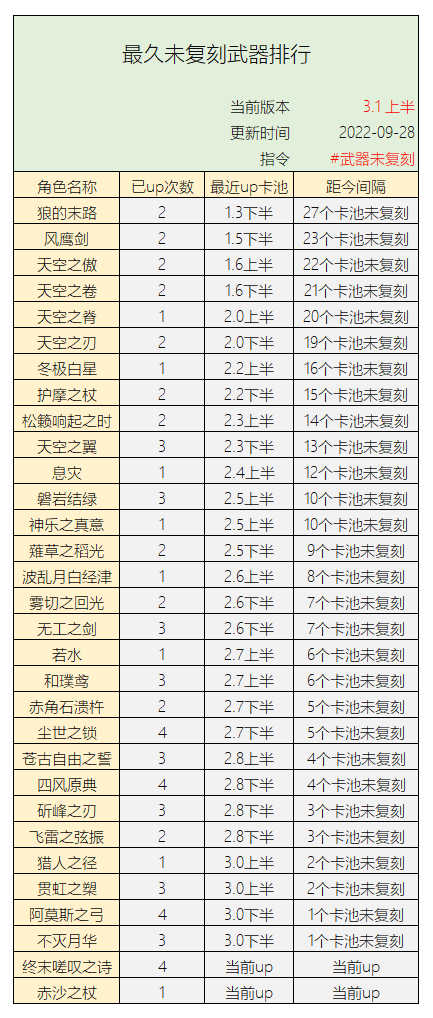 最久未复刻武器排行
当前版本 3.1 上半
更新时间 2022-09-28
指令 #武器未复刻
角色名称 已up次数 最近up卡池 距今间隔
狼的末路 2 1.3下半 27个卡池未复刻
风鹰剑 2 1.5下半 23个卡池未复刻
天空之傲 2 1.6上半 22个卡池未复刻
天空之卷 2 1.6下半 21个卡池未复刻
天空之脊 1 2.0上半 20个卡池未复刻
天空之刃 2 2.0下半 19个卡池未复刻
冬极白星 1 2.2上半 16个卡池未复刻
护摩之杖 2 2.2下半 15个卡池未复刻
松籁响起之时 2 2.3上半 14个卡池未复刻
天空之翼 3 2.3下半 13个卡池未复刻
息灾 1 2.4上半 12个卡池未复刻
磐岩结绿 3 2.5上半 10个卡池未复刻
神乐之真意 1 2.5上半 10个卡池未复刻
薙草之稻光 2 2.5下半 9个卡池未复刻
波乱月白经津 1 2.6上半 8个卡池未复刻
雾切之回光 2 2.6下半 7个卡池未复刻
无工之剑 3 2.6下半 7个卡池未复刻
若水 1 2.7上半 6个卡池未复刻
和璞鸢 3 2.7上半 6个卡池未复刻
赤角石溃杵 2 2.7下半 5个卡池未复刻
尘世之锁 4 2.7下半 5个卡池未复刻
苍古自由之誓 3 2.8上半 4个卡池未复刻
四风原典 4 2.8下半 4个卡池未复刻
斫峰之刃 3 2.8下半 3个卡池未复刻
飞雷之弦振 2 2.8下半 3个卡池未复刻
猎人之径 1 3.0上半 2个卡池未复刻
贯虹之塑 3 3.0上半 2个卡池未复刻
阿莫斯之弓 4 3.0下半 1个卡池未复刻
不灭月华 3 3.0下半 1个卡池未复刻
终末嗟叹之诗 4 当前up 当前up
赤沙之杖 1 当前up 当前up